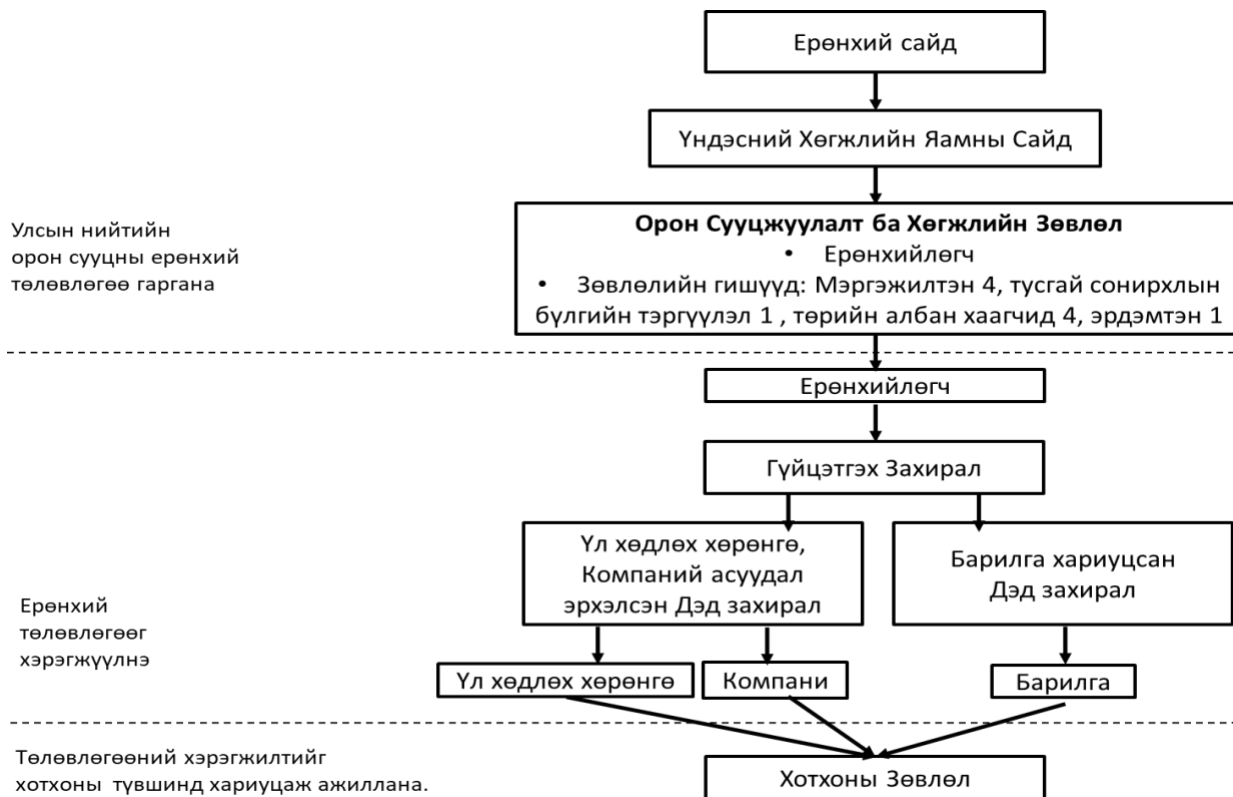 Ерөнхий сайд
Үндэсний Хөгжлийн Яамны Сайд
Улсын нийтийн
орон сууцны ерөнхий
төлөвлөгөө гаргана
Орон Сууцжуулалт ба Хөгжлийн Зөвлөл
• Ерөнхийлөгч
• Зөвлөлийн гишүүд: Мэргэжилтэн 4, тусгай сонирхлын
бүлгийн тэргүүлэл 1 , төрийн албан хаагчид 4, эрдэмтэн 1
Ерөнхийлөгч
Гүйцэтгэх Захирал
Үл хөдлөх хөрөнгө,
Компаний асуудал
эрхэлсэн Дэд захирал
Барилга хариуцсан
Дэд захирал
Ерөнхий
төлөвлөгөөг
хэрэгжүүлнэ
Үл хөдлөх хөрөнгө
Компани
Барилга
Төлөвлөгөөний хэрэгжилтийг
хотхоны түвшинд хариуцаж ажиллана.
Хотхоны Зөвлөл